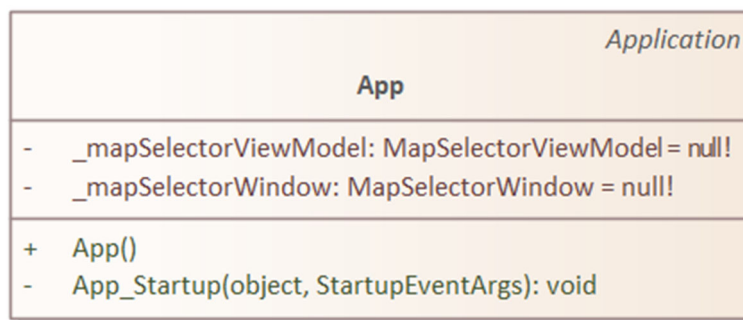 Application
App
- _mapSelectorViewModel: MapSelectorViewModel = null!
- _mapSelectorWindow: MapSelectorWindow = null!
+ App()
- App_Startup(object, StartupEventArgs): void